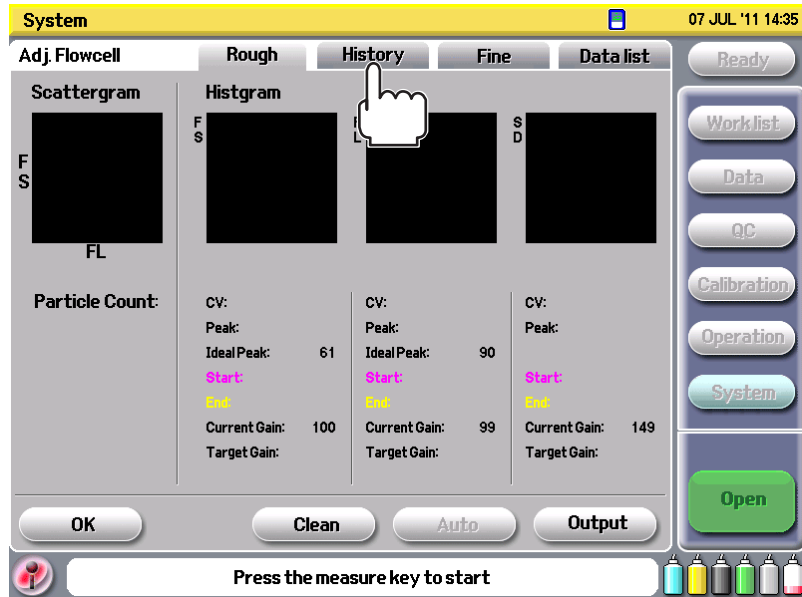 System
07 JUL '11 14:35
Adj. Flowcell
Rough
History
Fine
Data list
Ready
Scattergram
Histgram
F
S
FL
F
S
L
S
D
Work list
Data
QC
Calibration
Operation
System
Open
Particle Count:
CV:
Peak:
Ideal Peak: 61
Start:
End:
Current Gain: 100
Target Gain:
CV:
Peak:
Ideal Peak: 90
Start:
End:
Current Gain: 99
Target Gain:
CV:
Peak:
Start:
End:
Current Gain: 149
Target Gain:
OK
Clean
Auto
Output
Press the measure key to start